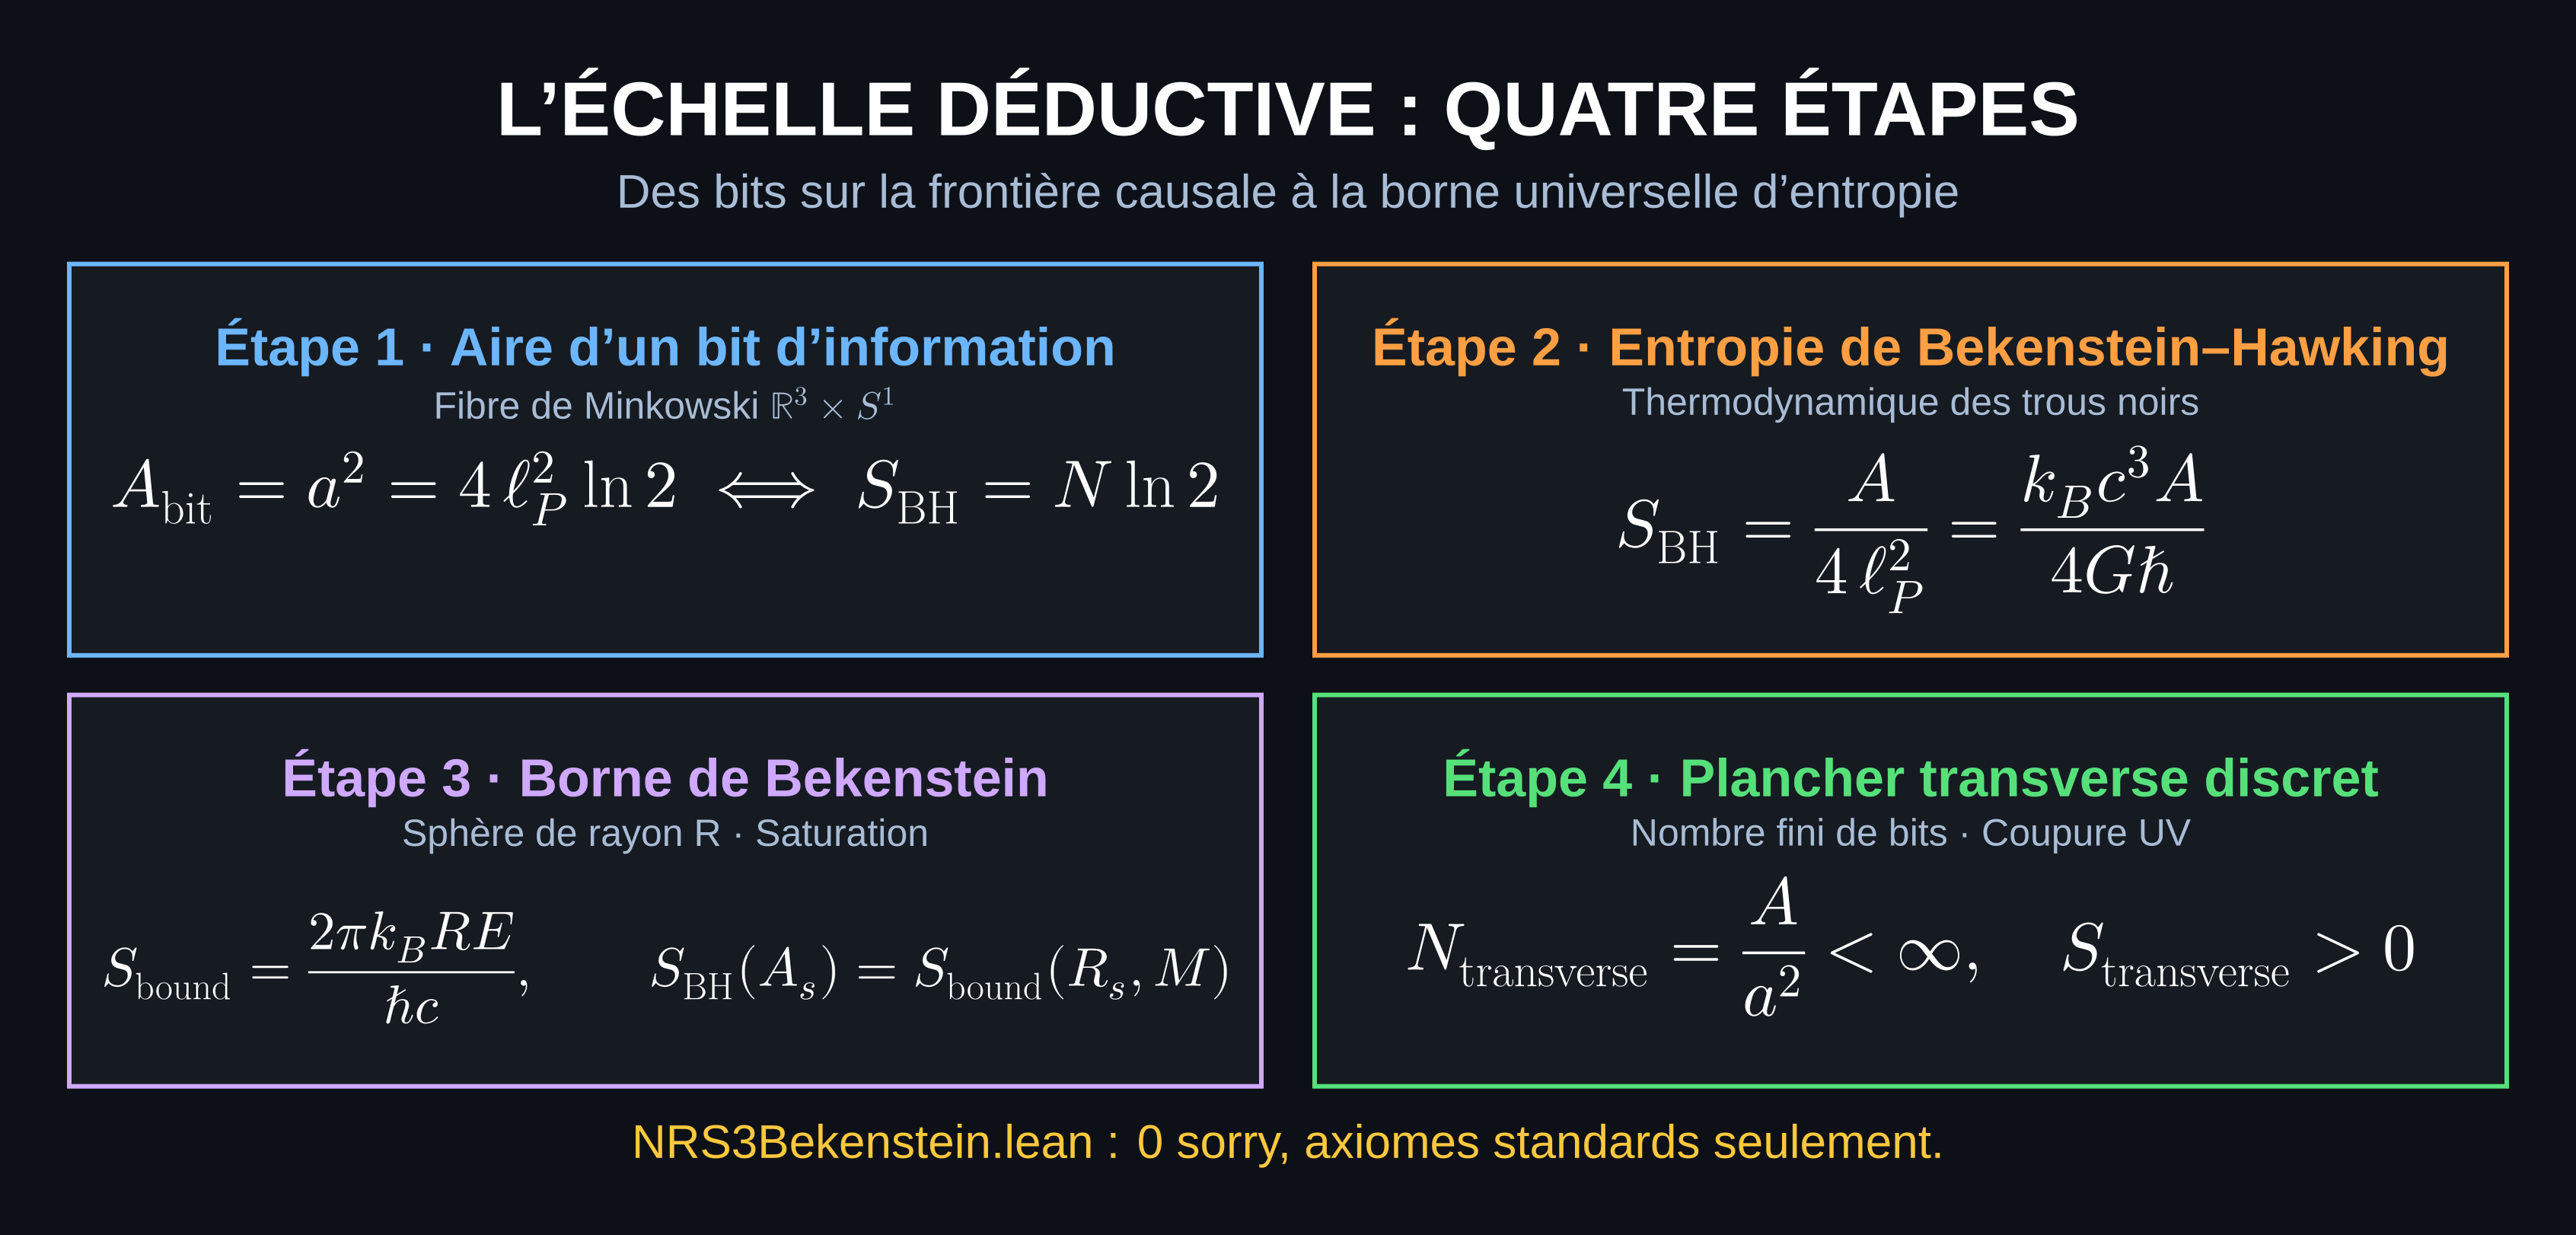 L’ÉCHELLE DÉDUCTIVE : QUATRE ÉTAPES
Des bits sur la frontière causale à la borne universelle d’entropie
Étape 1 · Aire d’un bit d’information
Fibre de Minkowski ℝ³ × S¹
A_bit = a² = 4 ℓ_P² ln 2 ⟺ S_BH = N ln 2
Étape 2 · Entropie de Bekenstein–Hawking
Thermodynamique des trous noirs
S_BH = A / (4 ℓ_P²) = k_B c³ A / (4Gℏ)
Étape 3 · Borne de Bekenstein
Sphère de rayon R · Saturation
S_bound = 2πk_B RE / (ℏc), S_BH(A_s) = S_bound(R_s, M)
Étape 4 · Plancher transverse discret
Nombre fini de bits · Coupure UV
N_transverse = A / a² < ∞, S_transverse > 0
NRS3Bekenstein.lean : 0 sorry, axiomes standards seulement.